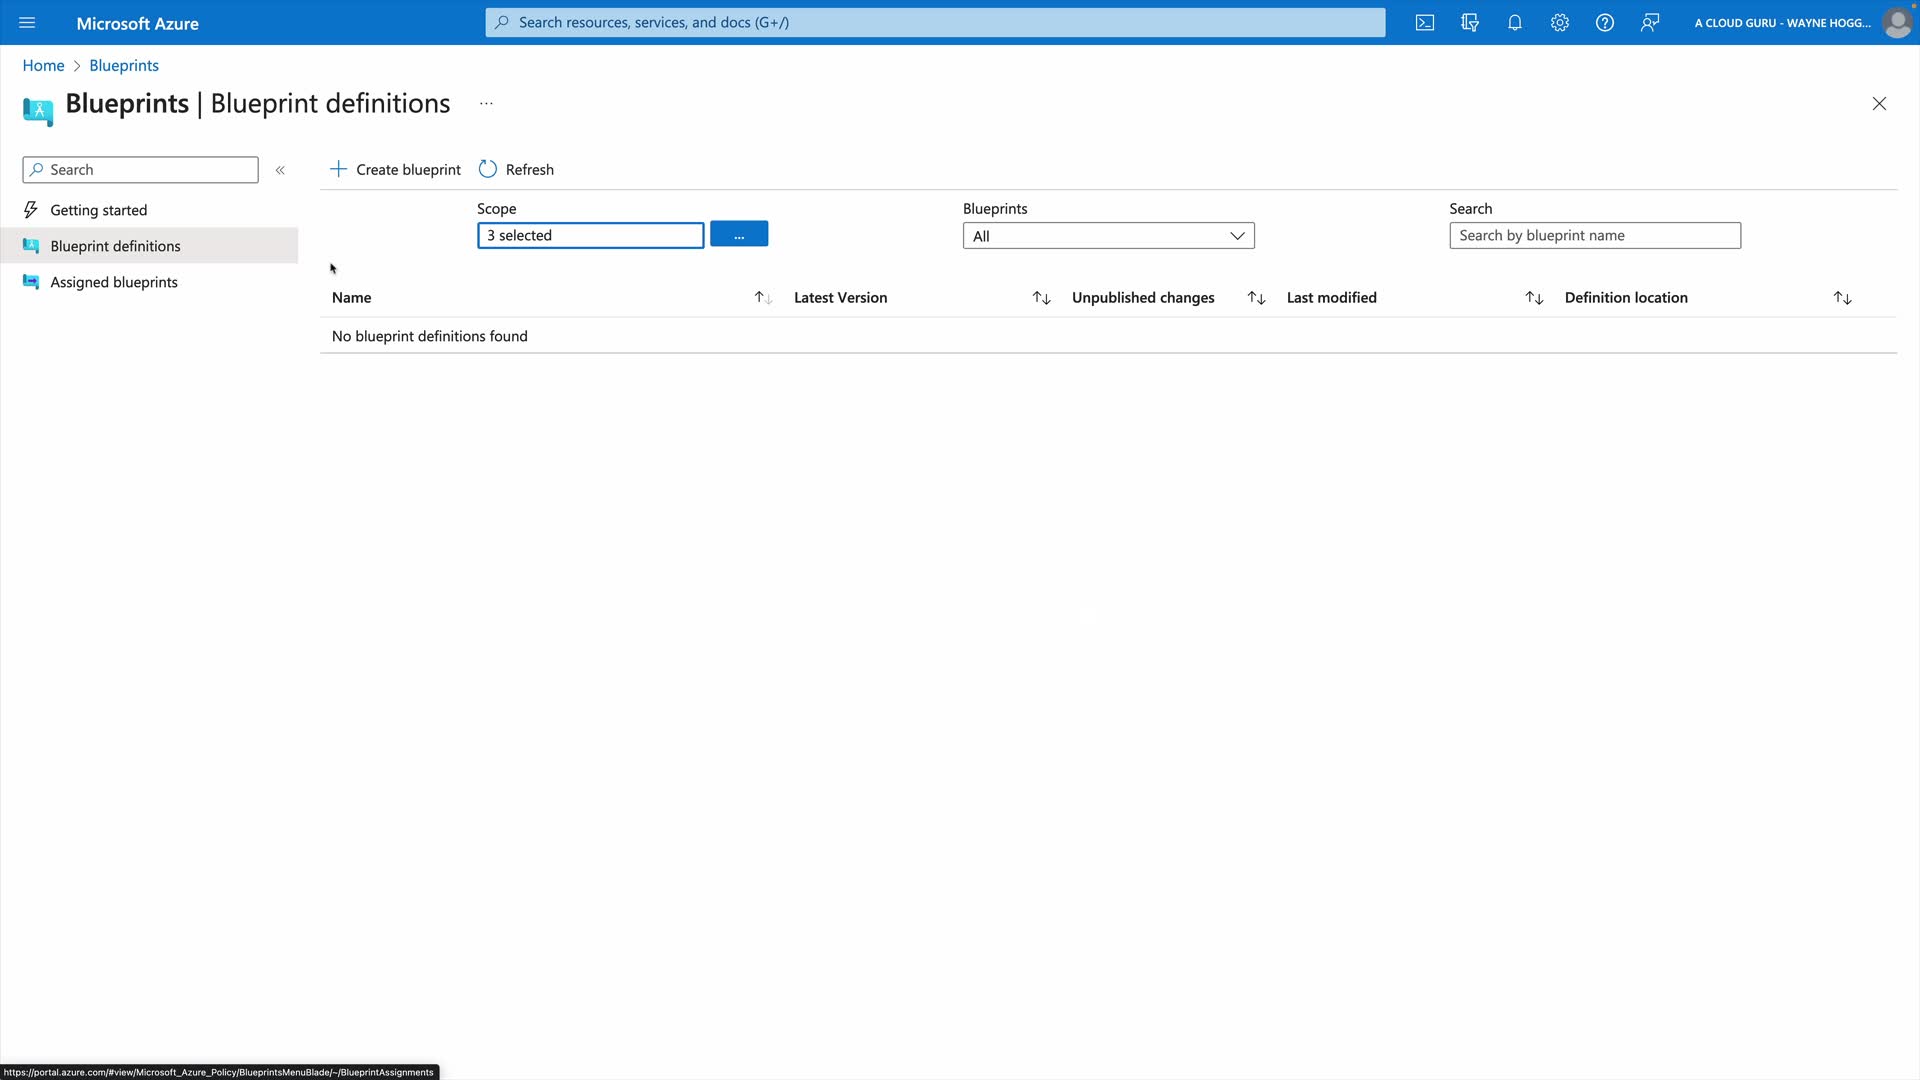 Microsoft Azure
Search resources, services, and docs (G+/)
A CLOUD GURU - WAYNE HOGG...
Home > Blueprints
Blueprints | Blueprint definitions ...
Search «
Create blueprint
Refresh
Getting started
Blueprint definitions
Assigned blueprints
Scope
3 selected
...
Blueprints
All
Search
Search by blueprint name
Name
Latest Version
Unpublished changes
Last modified
Definition location
No blueprint definitions found
https://portal.azure.com/#view/Microsoft_Azure_Policy/BlueprintsMenuBlade/~/BlueprintAssignments